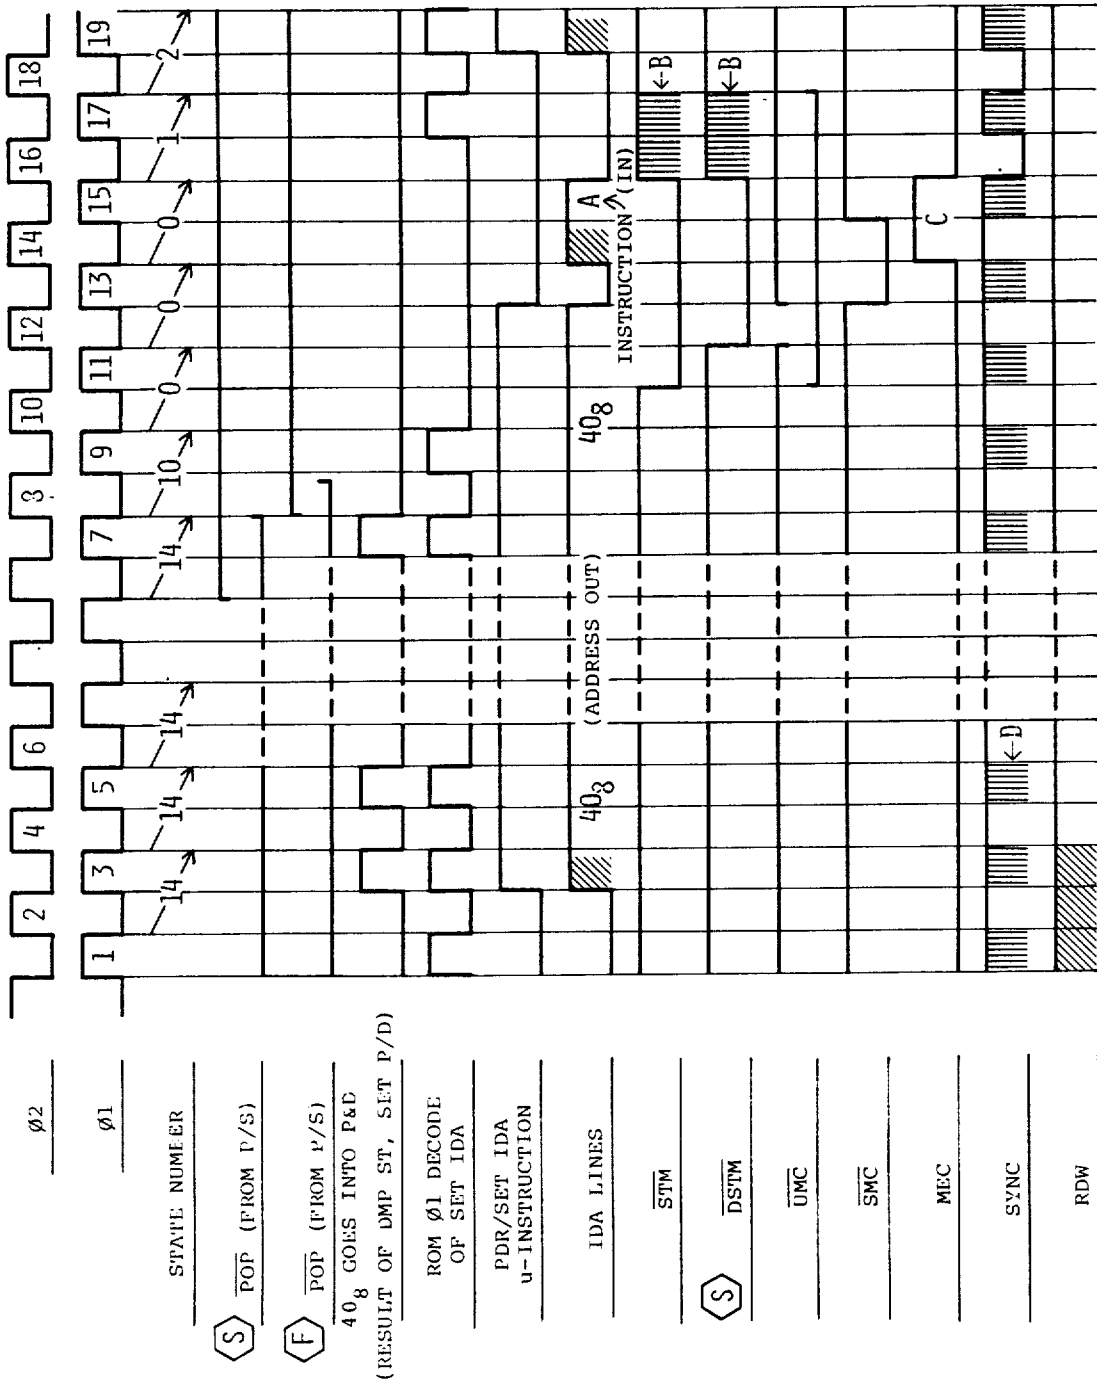 Ø2
2 4 6 8 10 12 14 16 18
Ø1
1 3 5 7 9 11 13 15 17 19
STATE NUMBER
14 14 14 14 10 0 0 0 1 2
S POP (FROM P/S)
F POP (FROM P/S)
40₈ GOES INTO P&D
(RESULT OF DMP ST, SET P/D)
ROM Ø1 DECODE
OF SET IDA
PDR/SET IDA
u-INSTRUCTION
IDA LINES
40₈ (ADDRESS OUT) 40₈ A
INSTRUCTION (IN)
STM
←B
S DSTM
←B
UMC
SMC
MEC
C
SYNC
←D
RDW